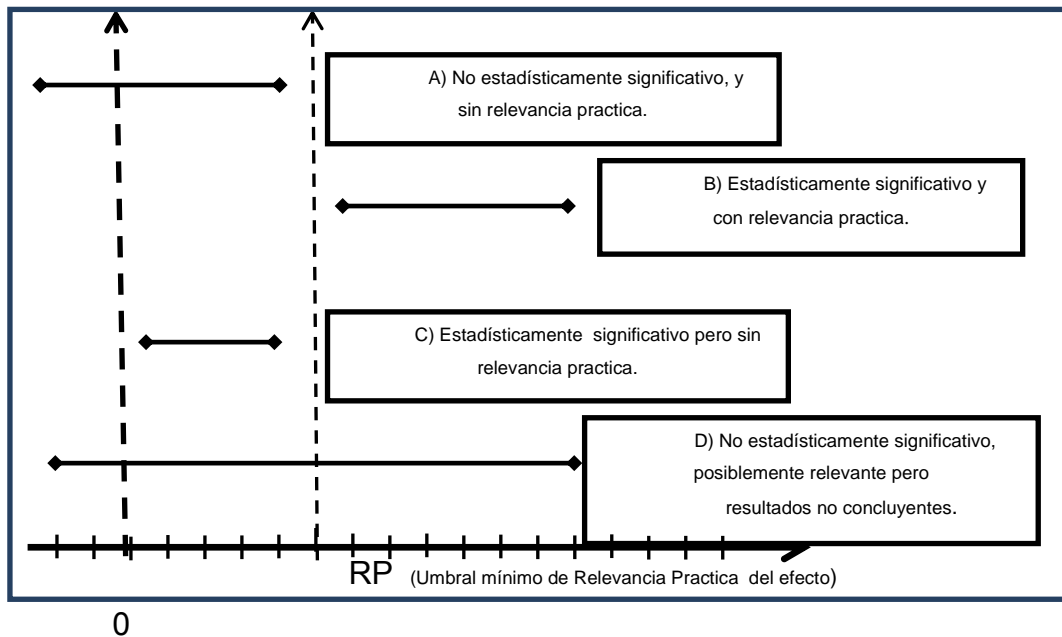 A) No estadísticamente significativo, y
sin relevancia practica.
B) Estadísticamente significativo y
con relevancia practica.
C) Estadísticamente significativo pero sin
relevancia practica.
D) No estadísticamente significativo,
posiblemente relevante pero
resultados no concluyentes.
RP (Umbral mínimo de Relevancia Practica del efecto)
0